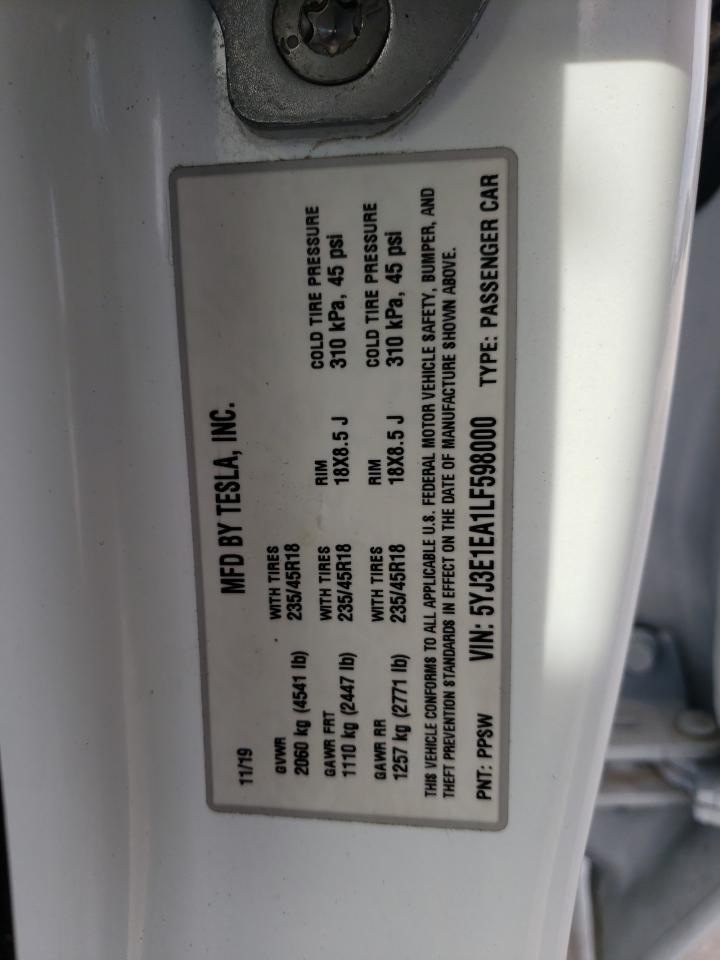 MFD BY TESLA, INC.
11/19
GVWR WITH TIRES
2060 kg (4541 lb) 235/45R18
GAWR FRT WITH TIRES RIM COLD TIRE PRESSURE
1110 kg (2447 lb) 235/45R18 18X8.5 J 310 kPa, 45 psi
GAWR RR WITH TIRES RIM COLD TIRE PRESSURE
1257 kg (2771 lb) 235/45R18 18X8.5 J 310 kPa, 45 psi
THIS VEHICLE CONFORMS TO ALL APPLICABLE U.S. FEDERAL MOTOR VEHICLE SAFETY, BUMPER, AND
THEFT PREVENTION STANDARDS IN EFFECT ON THE DATE OF MANUFACTURE SHOWN ABOVE.
PNT: PPSW VIN: 5YJ3E1EA1LF598000 TYPE: PASSENGER CAR